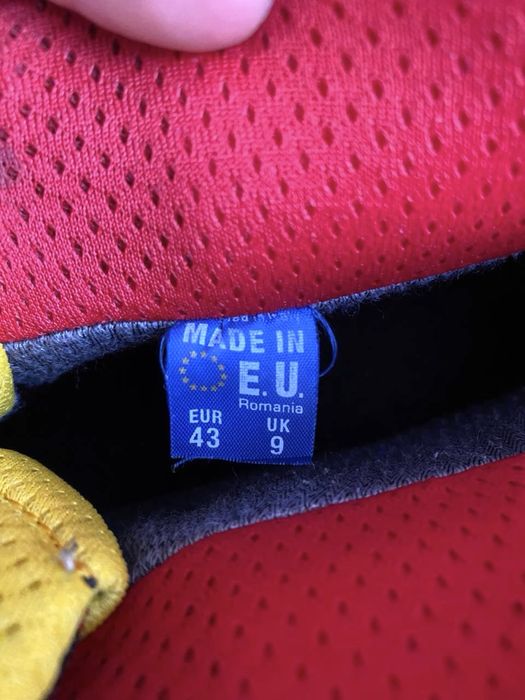 MADE IN
E.U.
Romania
EUR UK
43 9